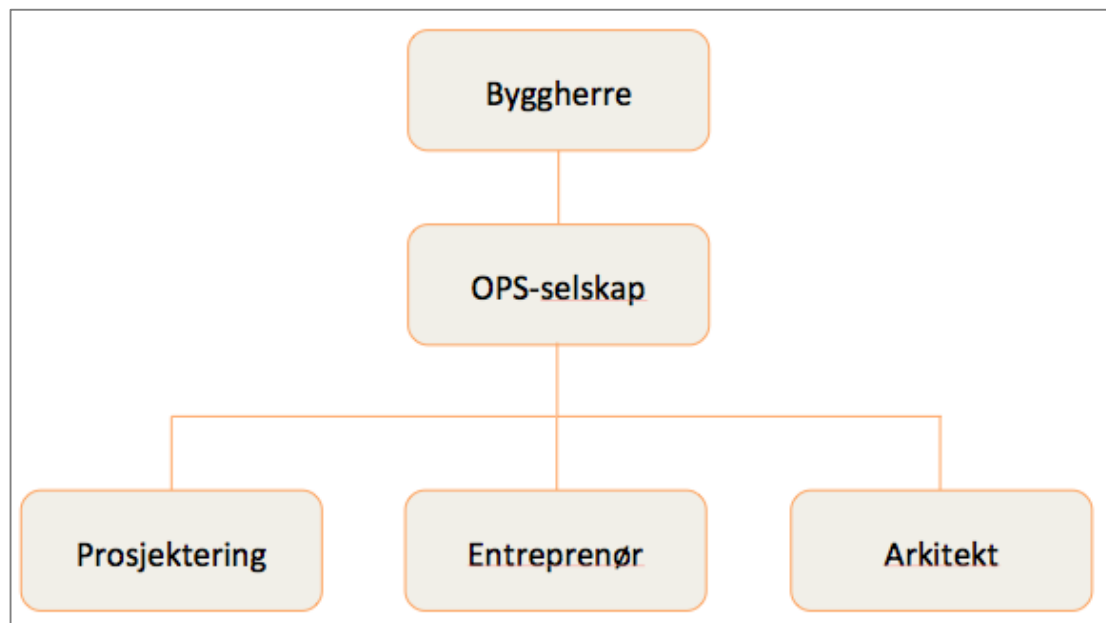 Byggherre
OPS-selskap
Prosjektering
Entreprenør
Arkitekt